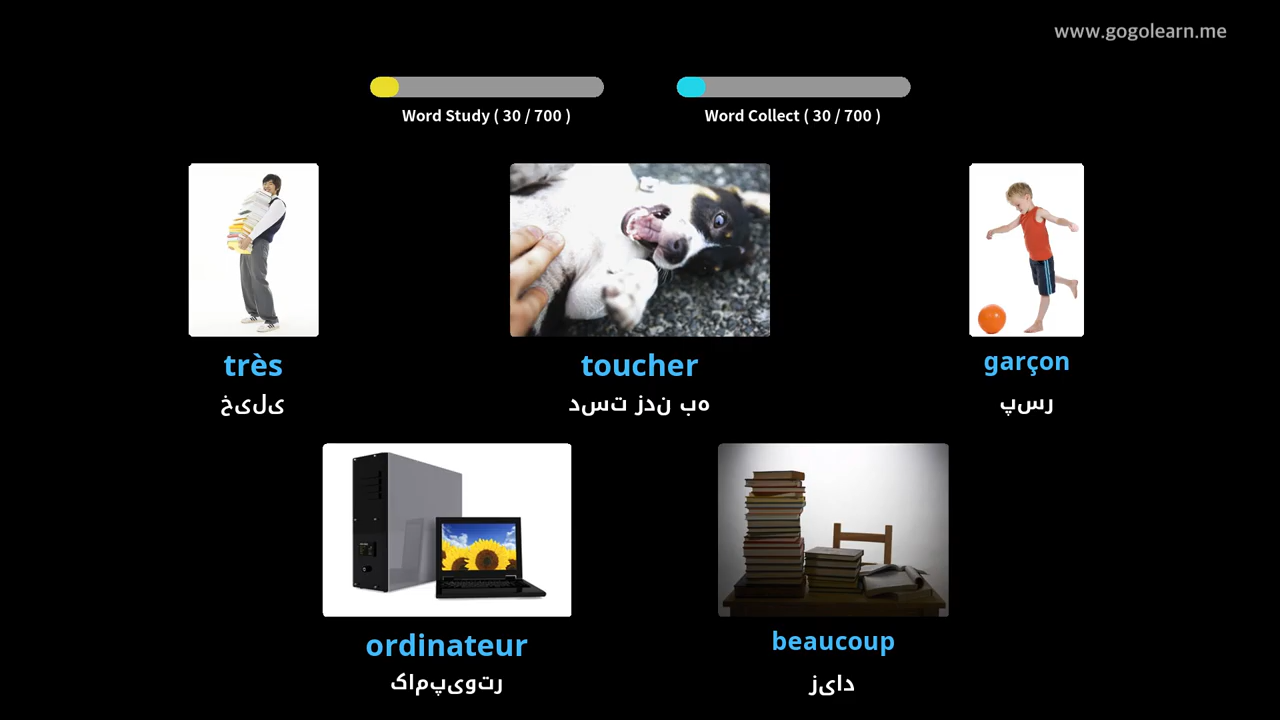 www.gogolearn.me
Word Study ( 30 / 700 )
Word Collect ( 30 / 700 )
très
خیلی
toucher
دست زدن به
garçon
پسر
ordinateur
کامپیوتر
beaucoup
زیاد